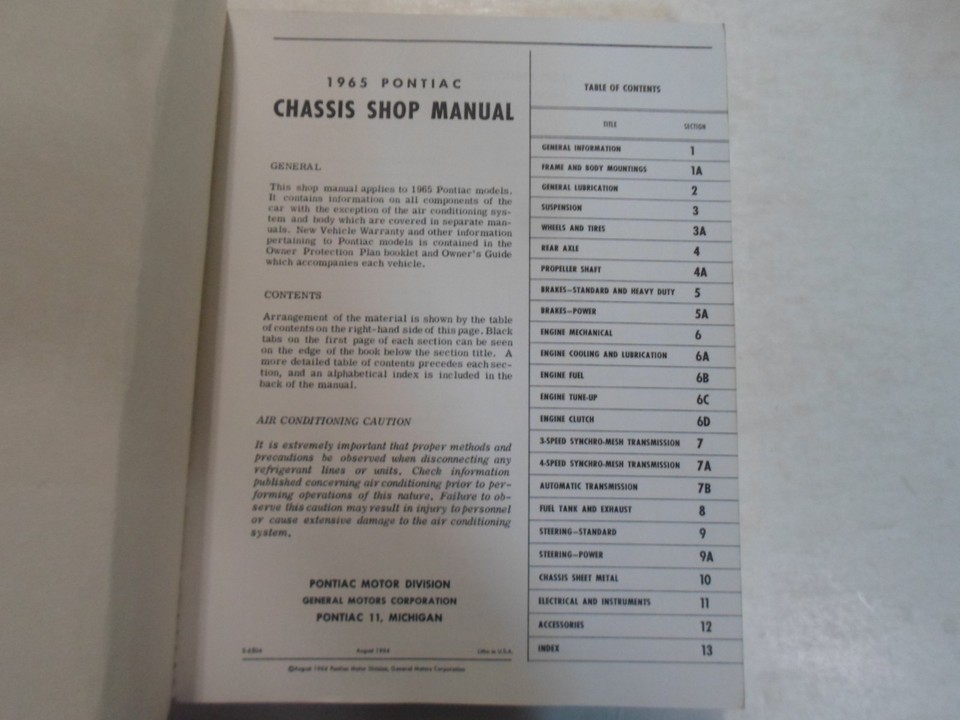 1965 PONTIAC
CHASSIS SHOP MANUAL
GENERAL
This shop manual applies to 1965 Pontiac models.
It contains information on all components of the
car with the exception of the air conditioning sys-
tem and body which are covered in separate man-
uals. New Vehicle Warranty and other information
pertaining to Pontiac models is contained in the
Owner Protection Plan booklet and Owner's Guide
which accompanies each vehicle.
CONTENTS
Arrangement of the material is shown by the table
of contents on the right-hand side of this page. Black
tabs on the first page of each section can be seen
on the edge of the book below the section title. A
more detailed table of contents precedes each sec-
tion, and an alphabetical index is included in the
back of the manual.
AIR CONDITIONING CAUTION
It is extremely important that proper methods and
precautions be observed when disconnecting any
refrigerant lines or units. Check information
published concerning air conditioning prior to per-
forming operations of this nature. Failure to ob-
serve this caution may result in injury to personnel
or cause extensive damage to the air conditioning
system.
PONTIAC MOTOR DIVISION
GENERAL MOTORS CORPORATION
PONTIAC 11, MICHIGAN
August 1964
Litho in U.S.A.
©August 1964 Pontiac Motor Division, General Motors Corporation
TABLE OF CONTENTS
TITLE SECTION
GENERAL INFORMATION 1
FRAME AND BODY MOUNTINGS 1A
GENERAL LUBRICATION 2
SUSPENSION 3
WHEELS AND TIRES 3A
REAR AXLE 4
PROPELLER SHAFT 4A
BRAKES—STANDARD AND HEAVY DUTY 5
BRAKES—POWER 5A
ENGINE MECHANICAL 6
ENGINE COOLING AND LUBRICATION 6A
ENGINE FUEL 6B
ENGINE TUNE-UP 6C
ENGINE CLUTCH 6D
3-SPEED SYNCHRO-MESH TRANSMISSION 7
4-SPEED SYNCHRO-MESH TRANSMISSION 7A
AUTOMATIC TRANSMISSION 7B
FUEL TANK AND EXHAUST 8
STEERING—STANDARD 9
STEERING—POWER 9A
CHASSIS SHEET METAL 10
ELECTRICAL AND INSTRUMENTS 11
ACCESSORIES 12
INDEX 13